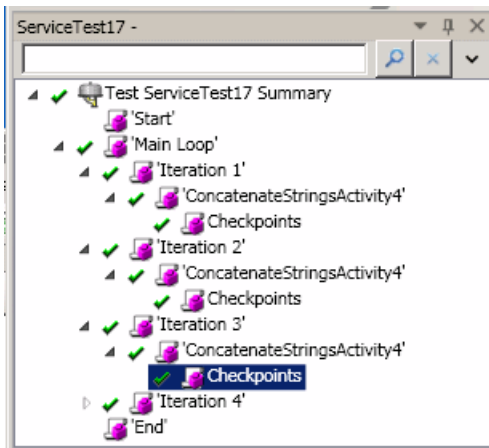 ServiceTest17 -
Test ServiceTest17 Summary
'Start'
'Main Loop'
'Iteration 1'
'ConcatenateStringsActivity4'
Checkpoints
'Iteration 2'
'ConcatenateStringsActivity4'
Checkpoints
'Iteration 3'
'ConcatenateStringsActivity4'
Checkpoints
'Iteration 4'
'End'